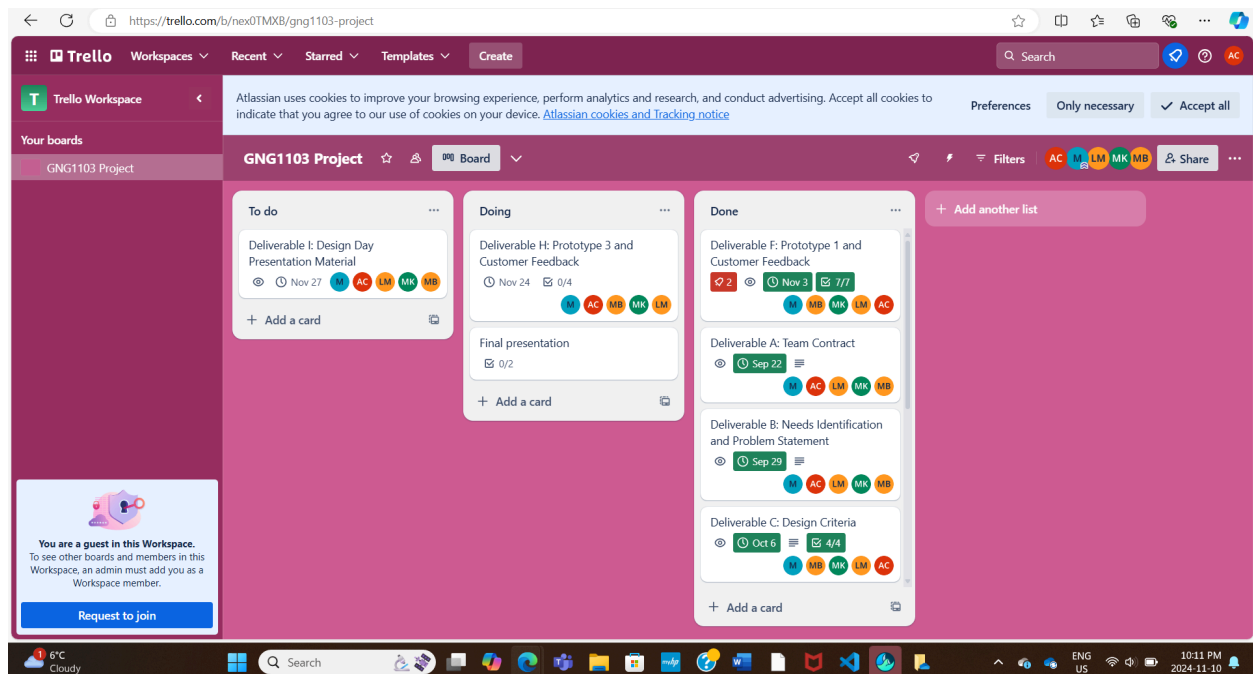 https://trello.com/b/nex0TMXB/gng1103-project
Trello Workspaces Recent Starred Templates Create Search AC
T Trello Workspace
Your boards
GNG1103 Project
Atlassian uses cookies to improve your browsing experience, perform analytics and research, and conduct advertising. Accept all cookies to
indicate that you agree to our use of cookies on your device. Atlassian cookies and Tracking notice
Preferences Only necessary Accept all
GNG1103 Project Board Filters AC M LM MK MB Share
To do
Deliverable I: Design Day
Presentation Material
Nov 27 M AC LM MK MB
+ Add a card
Doing
Deliverable H: Prototype 3 and
Customer Feedback
Nov 24 0/4
M AC MB MK LM
Final presentation
0/2
+ Add a card
Done
Deliverable F: Prototype 1 and
Customer Feedback
2 Nov 3 7/7
M MB MK LM AC
Deliverable A: Team Contract
Sep 22
M AC LM MK MB
Deliverable B: Needs Identification
and Problem Statement
Sep 29
M AC LM MK MB
Deliverable C: Design Criteria
Oct 6 4/4
M MB MK LM AC
+ Add a card
+ Add another list
You are a guest in this Workspace.
To see other boards and members in this
Workspace, an admin must add you as a
Workspace member.
Request to join
1 6°C
Cloudy
Search
myhp
ENG
US
10:11 PM
2024-11-10